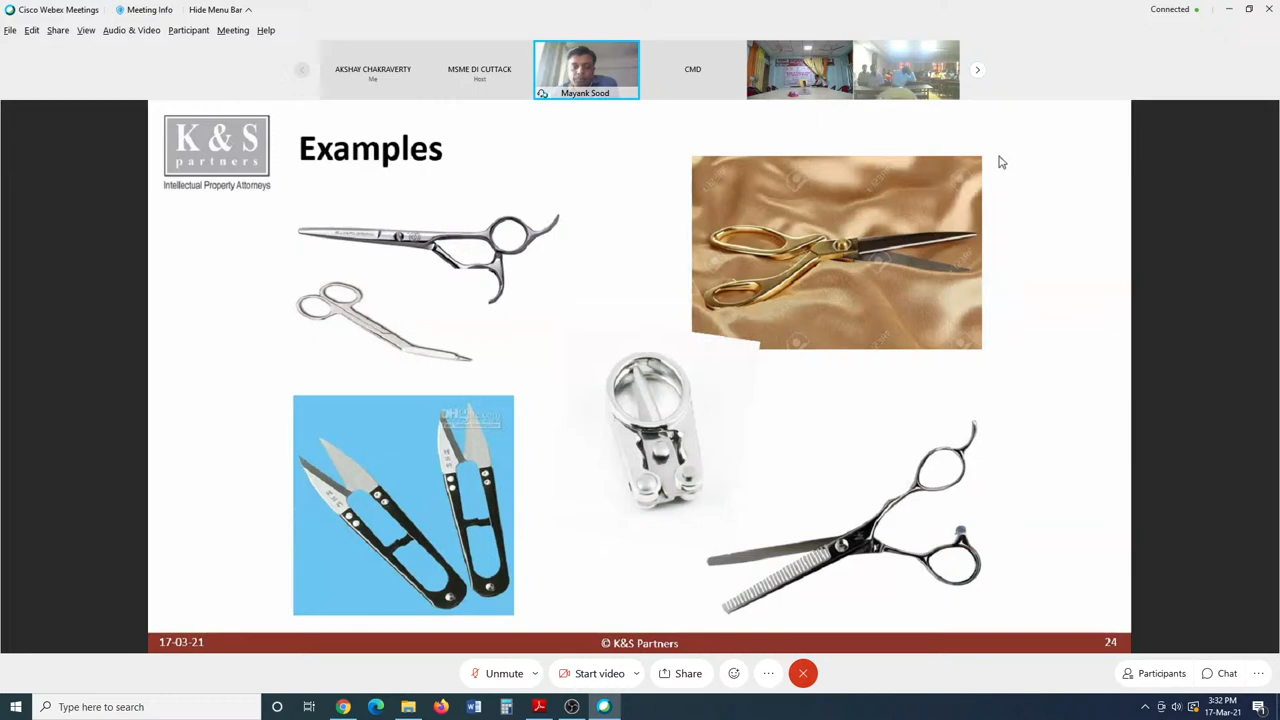 Cisco Webex Meetings
Meeting Info
Hide Menu Bar
Connected
File Edit Share View Audio & Video Participant Meeting Help
AKSHAY CHAKRAVERTY
Me
MSME DI CUTTACK
Host
Mayank Sood
CMD
K & S
partners
Intellectual Property Attorneys
Examples
17-03-21
© K&S Partners
24
Unmute
Start video
Share
Participants
Chat
Type here to search
3:32 PM
17-Mar-21